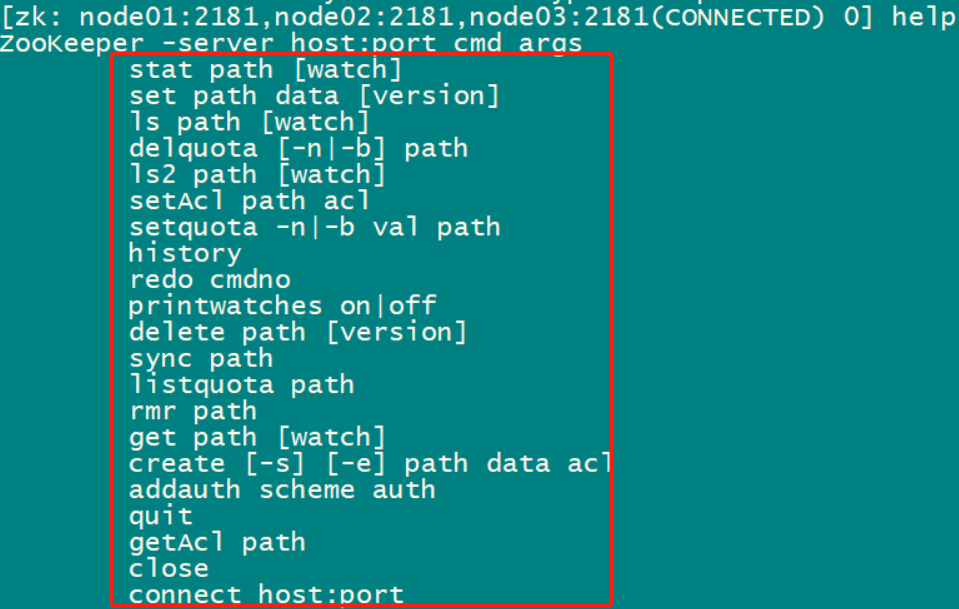 [zk: node01:2181,node02:2181,node03:2181(CONNECTED) 0] help
ZooKeeper -server host:port cmd args
stat path [watch]
set path data [version]
ls path [watch]
delquota [-n|-b] path
ls2 path [watch]
setAcl path acl
setquota -n|-b val path
history
redo cmdno
printwatches on|off
delete path [version]
sync path
listquota path
rmr path
get path [watch]
create [-s] [-e] path data acl
addauth scheme auth
quit
getAcl path
close
connect host:port